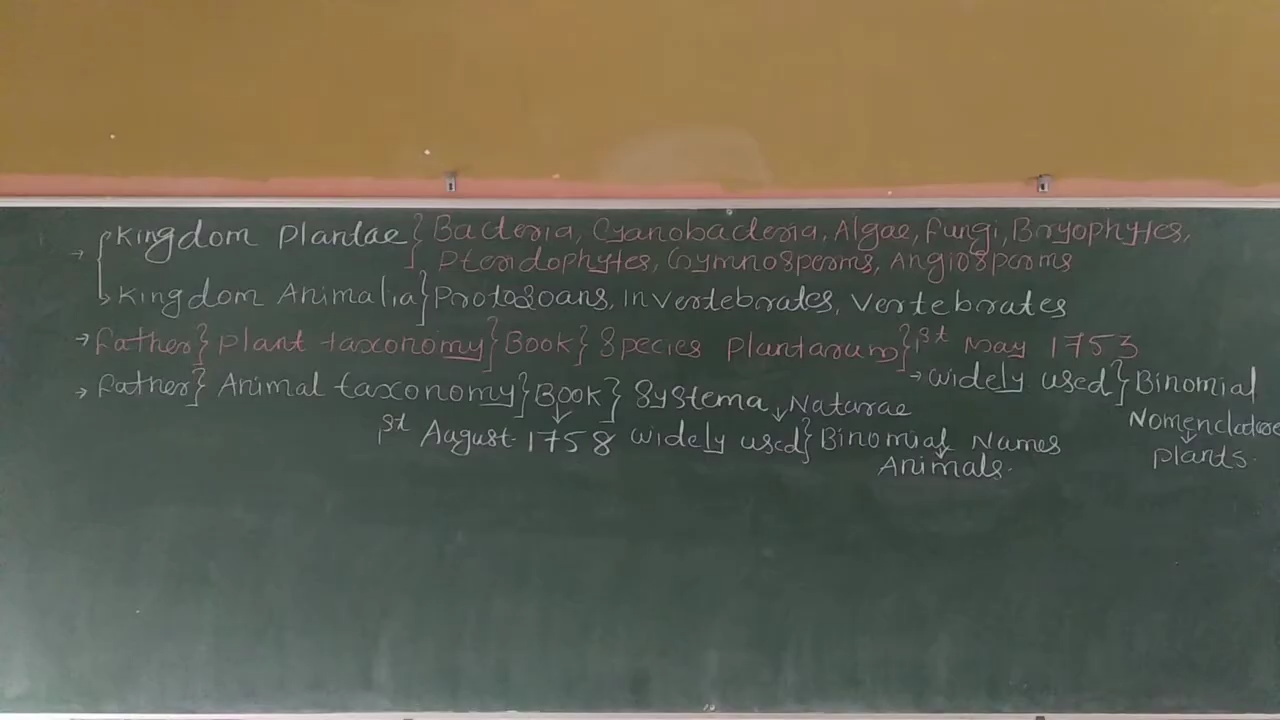 → Kingdom Plantae } Bacteria, Cyanobacteria, Algae, Fungi, Bryophytes,
Pteridophytes, Gymnosperms, Angiosperms
→ Kingdom Animalia } Protozoans, Invertebrates, Vertebrates
→ Father } Plant taxonomy } Book } Species Plantarum } 1st May 1753
→ widely used } Binomial
Nomenclature
↓
plants.
→ Father } Animal taxonomy } Book } Systema Naturae
1st August 1758 widely used } Binomial Names
↓
Animals.